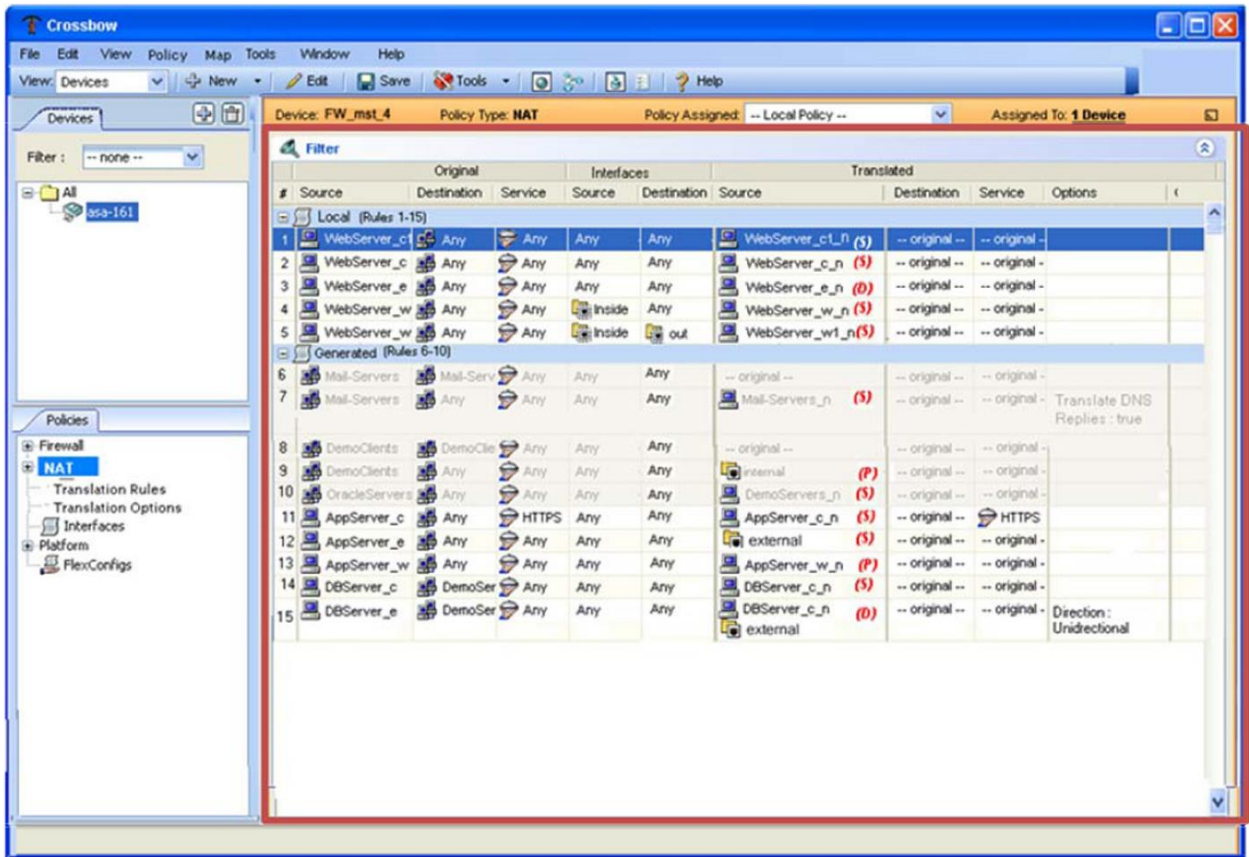 Crossbow
File Edit View Policy Map Tools Window Help
View: Devices New Edit Save Tools Help
Devices
Filter : -- none --
All
asa-161
Policies
Firewall
NAT
Translation Rules
Translation Options
Interfaces
Platform
FlexConfigs
Device: FW_mst_4 Policy Type: NAT Policy Assigned: -- Local Policy -- Assigned To: 1 Device
Filter
Original Interfaces Translated
# Source Destination Service Source Destination Source Destination Service Options
Local (Rules 1-15)
1 WebServer_c1 Any Any Any Any WebServer_c1_n (S) -- original -- -- original -
2 WebServer_c Any Any Any Any WebServer_c_n (S) -- original -- -- original -
3 WebServer_e Any Any Any Any WebServer_e_n (D) -- original -- -- original -
4 WebServer_w Any Any Inside Any WebServer_w_n (S) -- original -- -- original -
5 WebServer_w Any Any Inside out WebServer_w1_n (S) -- original -- -- original -
Generated (Rules 6-10)
6 Mail-Servers Mail-Serv Any Any Any -- original -- -- original -- -- original -
7 Mail-Servers Any Any Any Any Mail-Servers_n (S) -- original -- -- original - Translate DNS
Replies : true
8 DemoClients DemoClie Any Any Any -- original -- -- original -- -- original -
9 DemoClients Any Any Any Any internal (P) -- original -- -- original -
10 OracleServers Any Any Any Any DemoServers_n (S) -- original -- -- original -
11 AppServer_c Any HTTPS Any Any AppServer_c_n (S) -- original -- HTTPS
12 AppServer_e Any Any Any Any external (S) -- original -- -- original -
13 AppServer_w Any Any Any Any AppServer_w_n (P) -- original -- -- original -
14 DBServer_c DemoSer Any Any Any DBServer_c_n (S) -- original -- -- original -
15 DBServer_e DemoSer Any Any Any DBServer_c_n (D) -- original -- -- original - Direction :
external Unidrectional